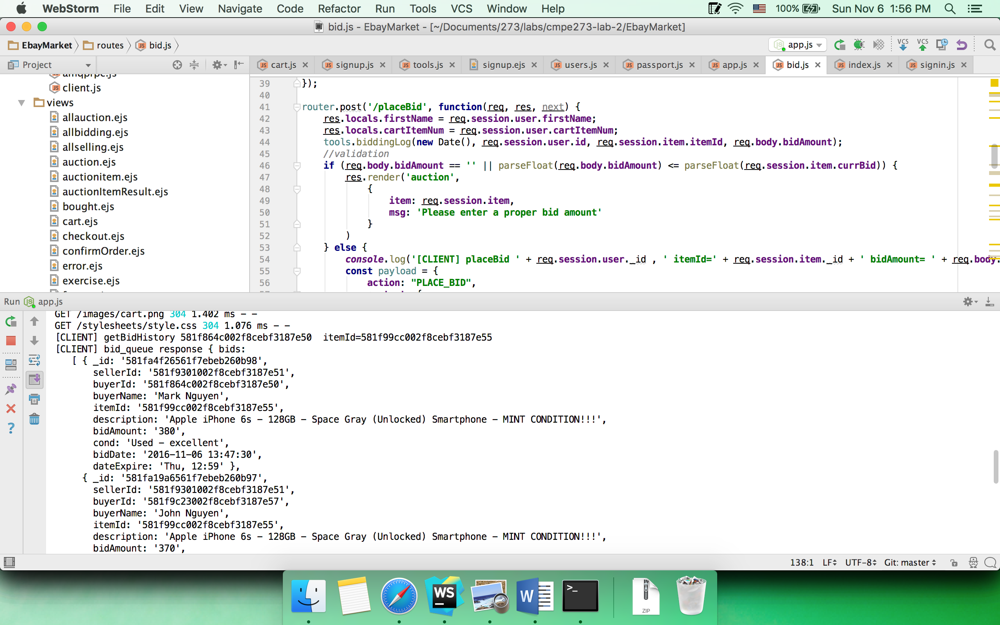 WebStorm File Edit View Navigate Code Refactor Run Tools VCS Window Help 100% Sun Nov 6 1:56 PM
bid.js - EbayMarket - [~/Documents/273/labs/cmpe273-lab-2/EbayMarket]
EbayMarket routes bid.js app.js VCS VCS
Project cart.js signup.js tools.js signup.ejs users.js passport.js app.js bid.js index.js signin.js
amqprpc.js
client.js
views
allauction.ejs
allbidding.ejs
allselling.ejs
auction.ejs
auctionitem.ejs
auctionItemResult.ejs
bought.ejs
cart.ejs
checkout.ejs
confirmOrder.ejs
error.ejs
exercise.ejs
39 });
40
41 router.post('/placeBid', function(req, res, next) {
42 res.locals.firstName = req.session.user.firstName;
43 res.locals.cartItemNum = req.session.user.cartItemNum;
44 tools.biddingLog(new Date(), req.session.user.id, req.session.item.itemId, req.body.bidAmount);
45 //validation
46 if (req.body.bidAmount == '' || parseFloat(req.body.bidAmount) <= parseFloat(req.session.item.currBid)) {
47 res.render('auction',
48 {
49 item: req.session.item,
50 msg: 'Please enter a proper bid amount'
51 }
52 )
53 } else {
54 console.log('[CLIENT] placeBid ' + req.session.user._id , ' itemId=' + req.session.item._id + ' bidAmount= ' + req.body.
55 const payload = {
56 action: "PLACE_BID",
Run app.js
GET /images/cart.png 304 1.402 ms - -
GET /stylesheets/style.css 304 1.076 ms - -
[CLIENT] getBidHistory 581f864c002f8cebf3187e50  itemId=581f99cc002f8cebf3187e55
[CLIENT] bid_queue response { bids:
[ { _id: '581fa4f26561f7ebeb260b98',
sellerId: '581f9301002f8cebf3187e51',
buyerId: '581f864c002f8cebf3187e50',
buyerName: 'Mark Nguyen',
itemId: '581f99cc002f8cebf3187e55',
description: 'Apple iPhone 6s - 128GB - Space Gray (Unlocked) Smartphone - MINT CONDITION!!!',
bidAmount: '380',
cond: 'Used - excellent',
bidDate: '2016-11-06 13:47:30',
dateExpire: 'Thu, 12:59' },
{ _id: '581fa19a6561f7ebeb260b97',
sellerId: '581f9301002f8cebf3187e51',
buyerId: '581f9c23002f8cebf3187e57',
buyerName: 'John Nguyen',
itemId: '581f99cc002f8cebf3187e55',
description: 'Apple iPhone 6s - 128GB - Space Gray (Unlocked) Smartphone - MINT CONDITION!!!',
bidAmount: '370',
138:1 LF UTF-8 Git: master
WS W >_ ZIP